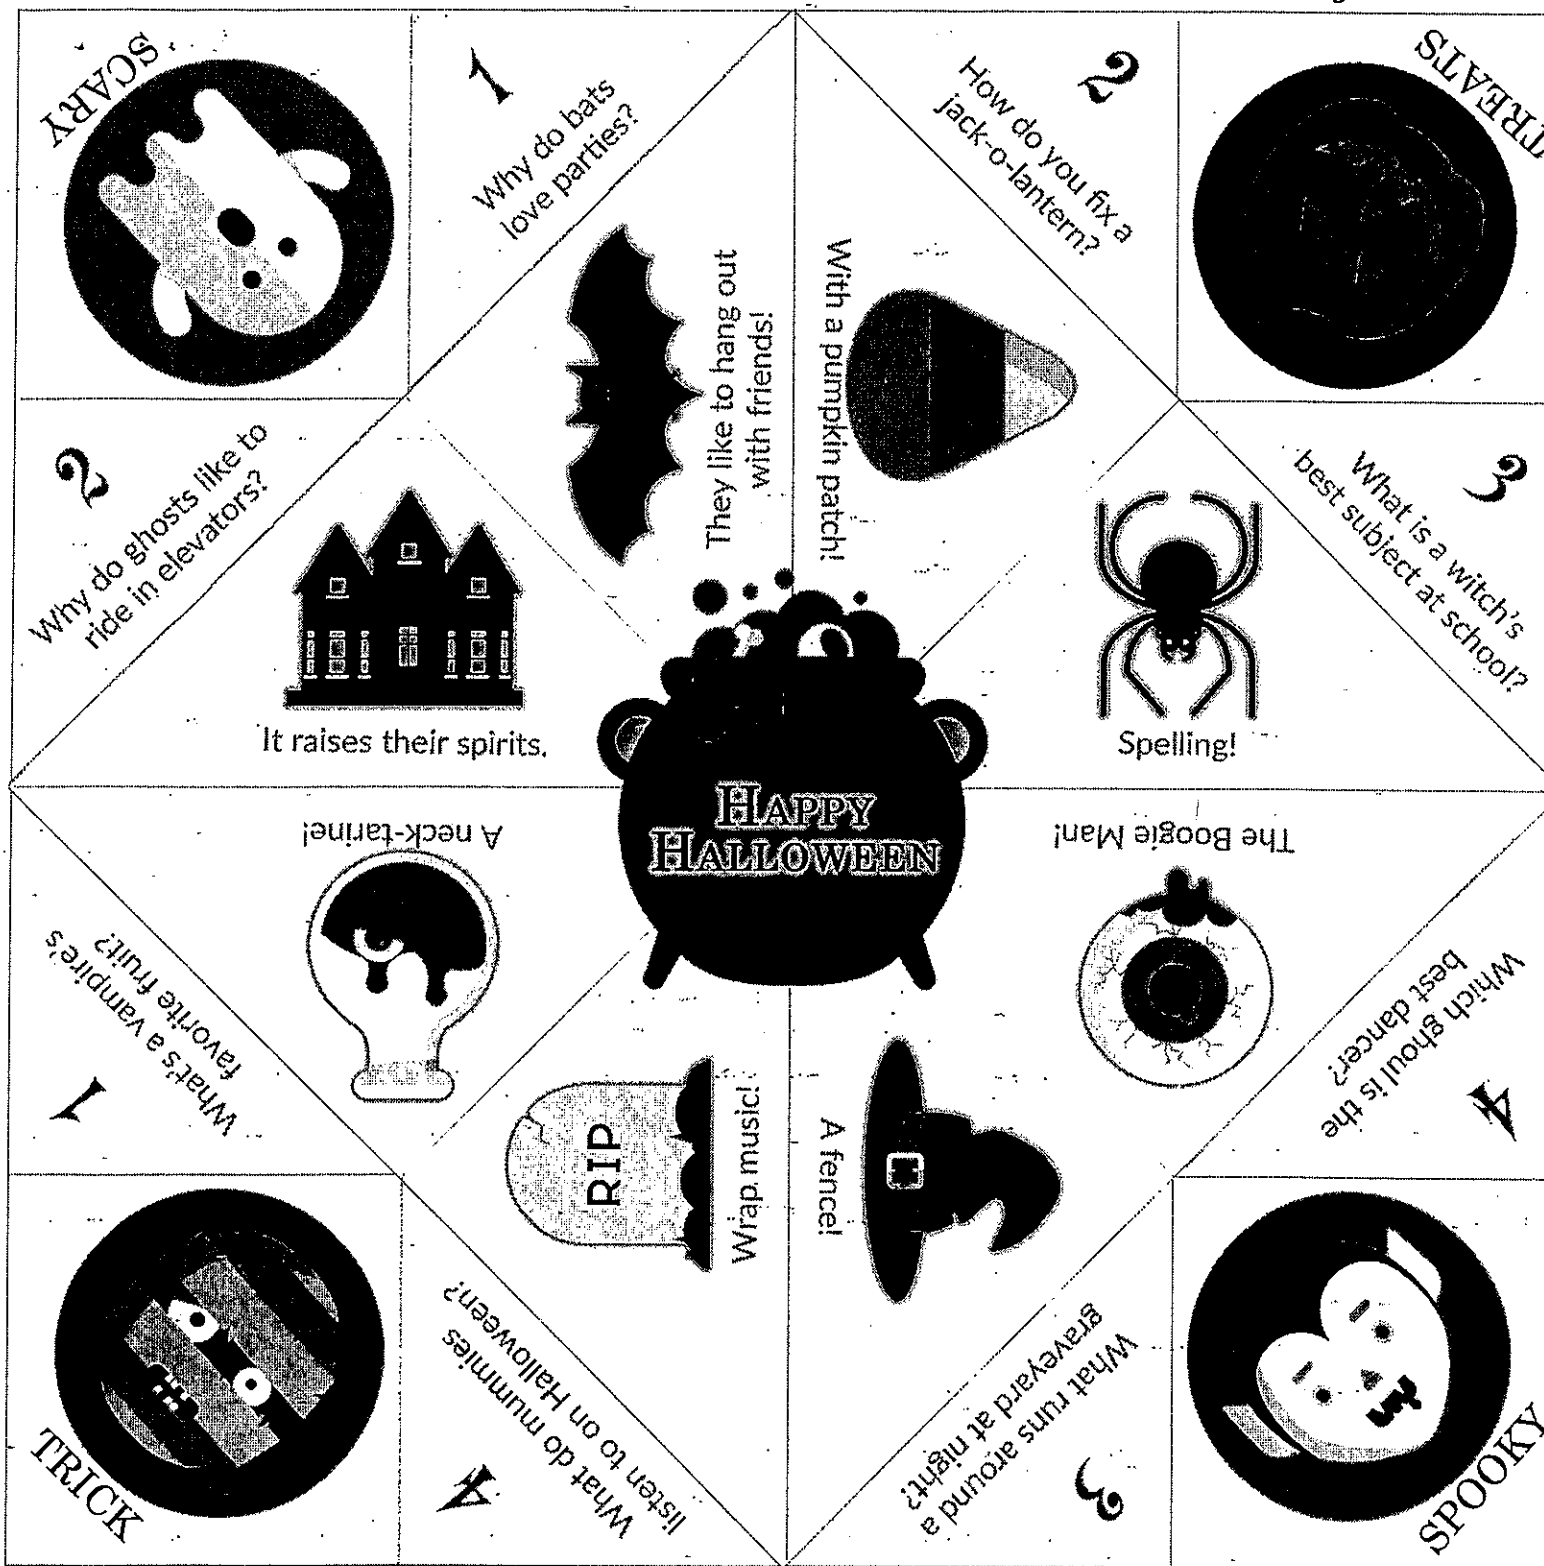 SCARY
1
Why do bats
love parties?
2
How do you fix a
jack-o-lantern?
TREATS
They like to hang out
with friends!
With a pumpkin patch!
2
Why do ghosts like to
ride in elevators?
3
What is a witch's
best subject at school?
It raises their spirits.
Spelling!
HAPPY
HALLOWEEN
A neck-tarine!
The Boogie Man!
1
What's a vampire's
favorite fruit?
4
Which ghoul is the
best dancer?
RIP
Wrap music!
A fence!
TRICK
4
What do mummies
listen to on Halloween?
3
What runs around a
graveyard at night?
SPOOKY